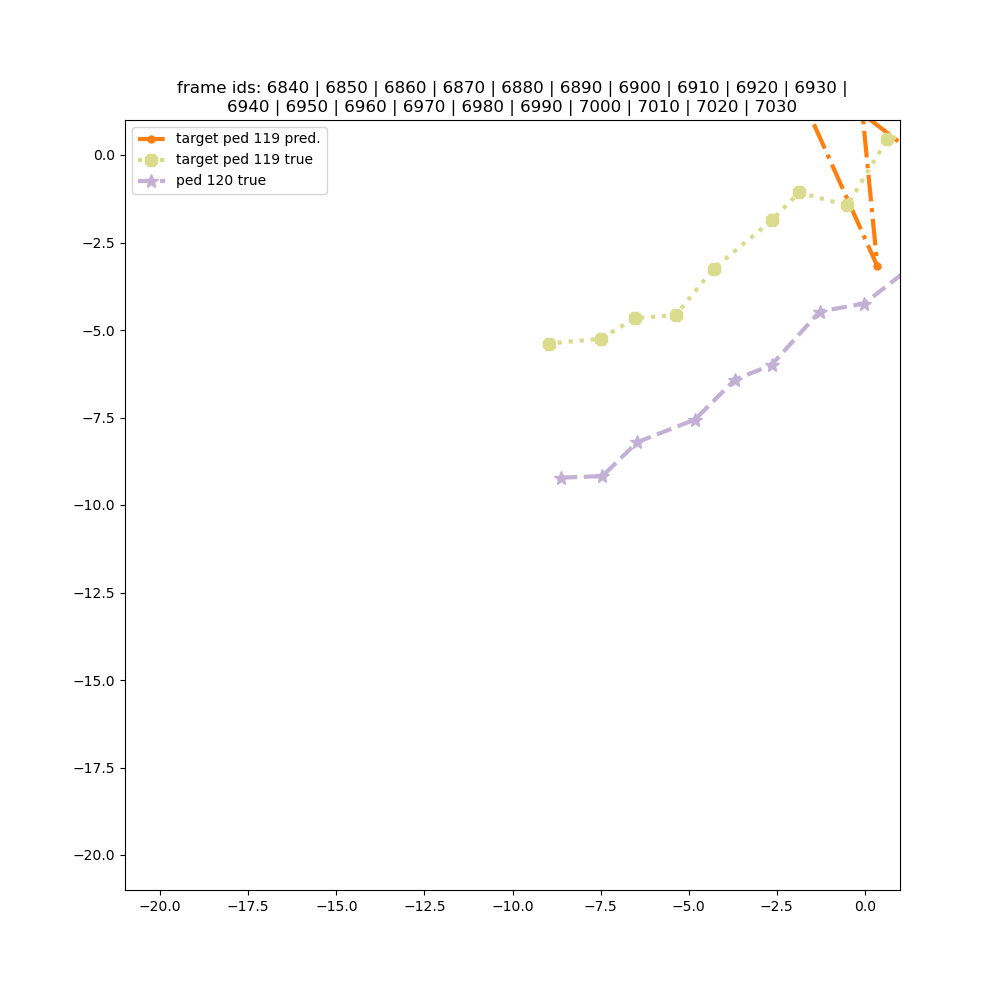 frame ids: 6840 | 6850 | 6860 | 6870 | 6880 | 6890 | 6900 | 6910 | 6920 | 6930 |
6940 | 6950 | 6960 | 6970 | 6980 | 6990 | 7000 | 7010 | 7020 | 7030
target ped 119 pred.
target ped 119 true
ped 120 true
0.0
−2.5
−5.0
−7.5
−10.0
−12.5
−15.0
−17.5
−20.0
−20.0 −17.5 −15.0 −12.5 −10.0 −7.5 −5.0 −2.5 0.0